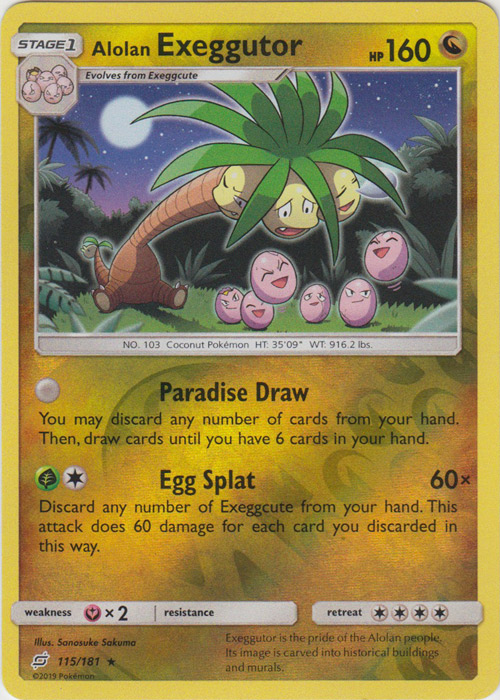 STAGE1
Alolan Exeggutor
HP 160
Evolves from Exeggcute
NO. 103 Coconut Pokémon HT: 35'09" WT: 916.2 lbs.
Paradise Draw
You may discard any number of cards from your hand.
Then, draw cards until you have 6 cards in your hand.
Egg Splat 60×
Discard any number of Exeggcute from your hand. This
attack does 60 damage for each card you discarded in
this way.
weakness ×2 resistance retreat
Illus. Sanosuke Sakuma
115/181 ★
©2019 Pokémon
Exeggutor is the pride of the Alolan people.
Its image is carved into historical buildings
and murals.